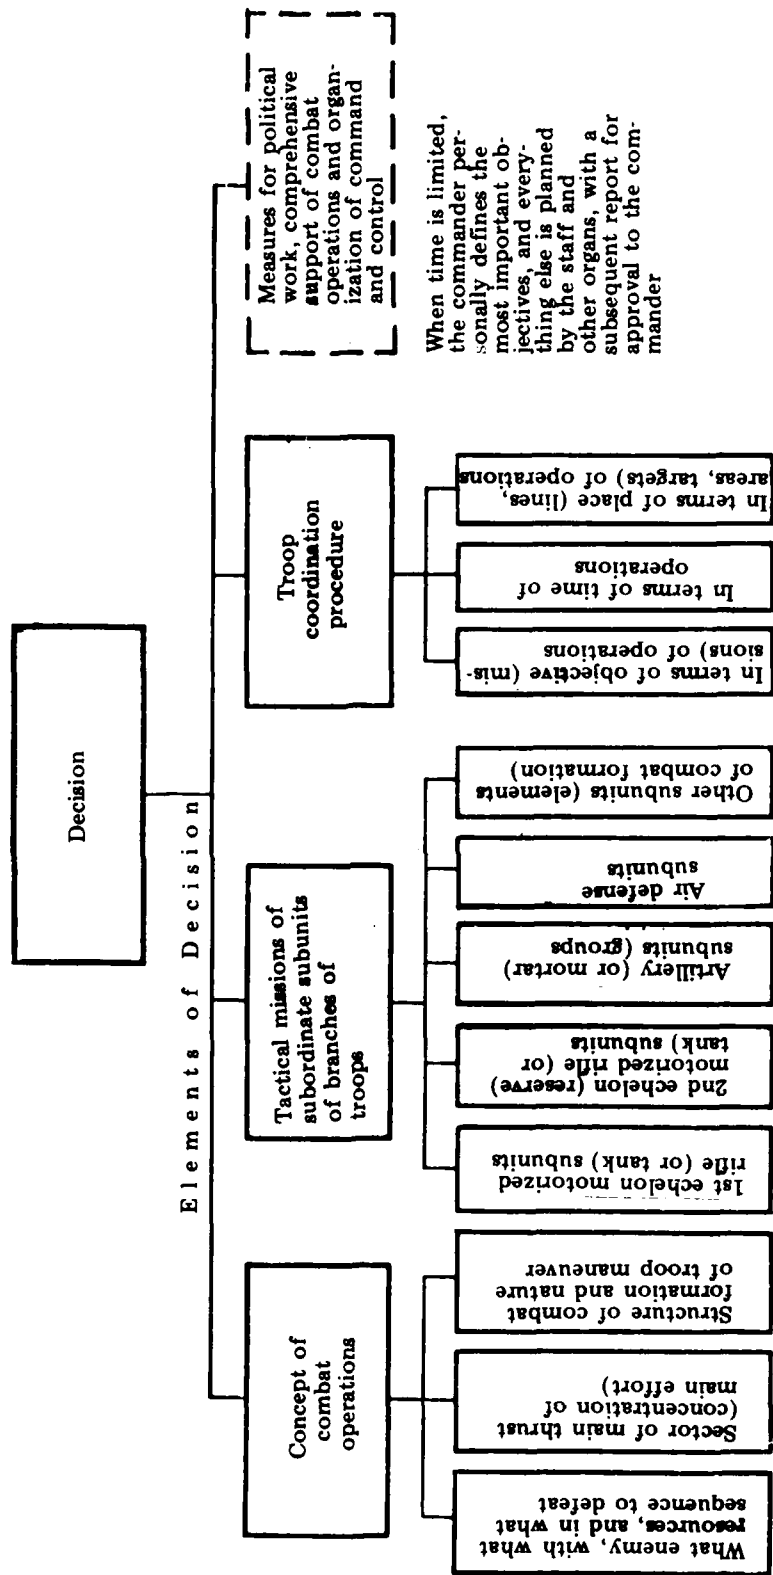 Decision
Elements of Decision
Concept of
combat
operations
Tactical missions of
subordinate subunits
of branches of
troops
Troop
coordination
procedure
Measures for political
work, comprehensive
support of combat
operations and organ-
ization of command
and control
What enemy, with what
resources, and in what
sequence to defeat
Sector of main thrust
(concentration of
main effort)
Structure of combat
formation and nature
of troop maneuver
1st echelon motorized
rifle (or tank) subunits
2nd echelon (reserve)
motorized rifle (or
tank) subunits
Artillery (or mortar)
subunits (groups
Air defense
subunits
Other subunits (elements
of combat formation)
In terms of objective (mis-
sions) of operations
In terms of time of
operations
In terms of place (lines,
areas, targets) of operations
When time is limited,
the commander per-
sonally defines the
most important ob-
jectives, and every-
thing else is planned
by the staff and
other organs, with a
subsequent report for
approval to the com-
mander